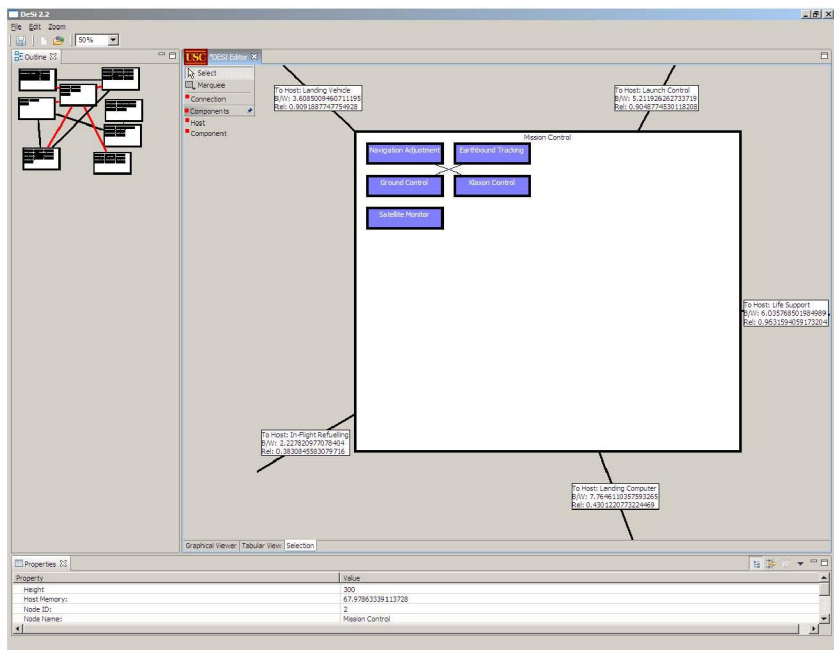 DeSi 2.2
File Edit Zoom
50%
Outline
USC *DESI Editor
Select
Marquee
Connection
Components
Host
Component
To Host: Landing Vehicle
B/W: 3.6085009460711195
Rel: 0.9091887747754928
To Host: Launch Control
B/W: 5.211926262733719
Rel: 0.9048774530118208
Mission Control
Navigation Adjustment
Earthbound Tracking
Ground Control
Klaxon Control
Satellite Monitor
To Host: Life Support
B/W: 6.035768501984989
Rel: 0.9531594059173204
To Host: In-Flight Refuelling
B/W: 2.227820977078404
Rel: 0.3830845583079716
To Host: Landing Computer
B/W: 7.7646110357593265
Rel: 0.4301220773224469
Graphical Viewer Tabular View Selection
Properties
Property Value
Height 300
Host Memory: 67.97863339113728
Node ID: 2
Node Name: Mission Control